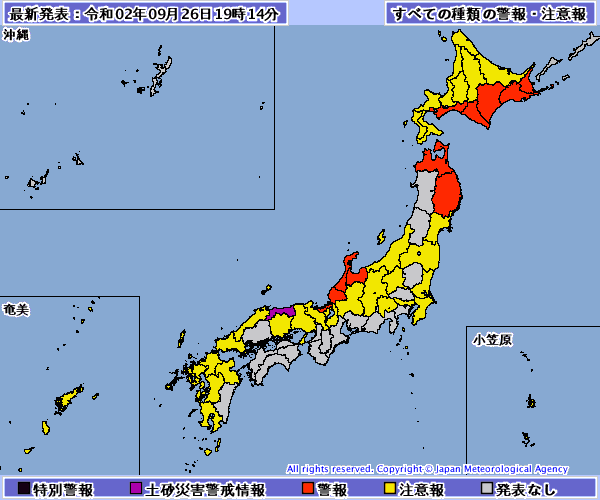 最新発表：令和02年09月26日19時14分
すべての種類の警報・注意報
沖縄
奄美
小笠原
All rights reserved. Copyright © Japan Meteorological Agency
特別警報 土砂災害警戒情報 警報 注意報 発表なし